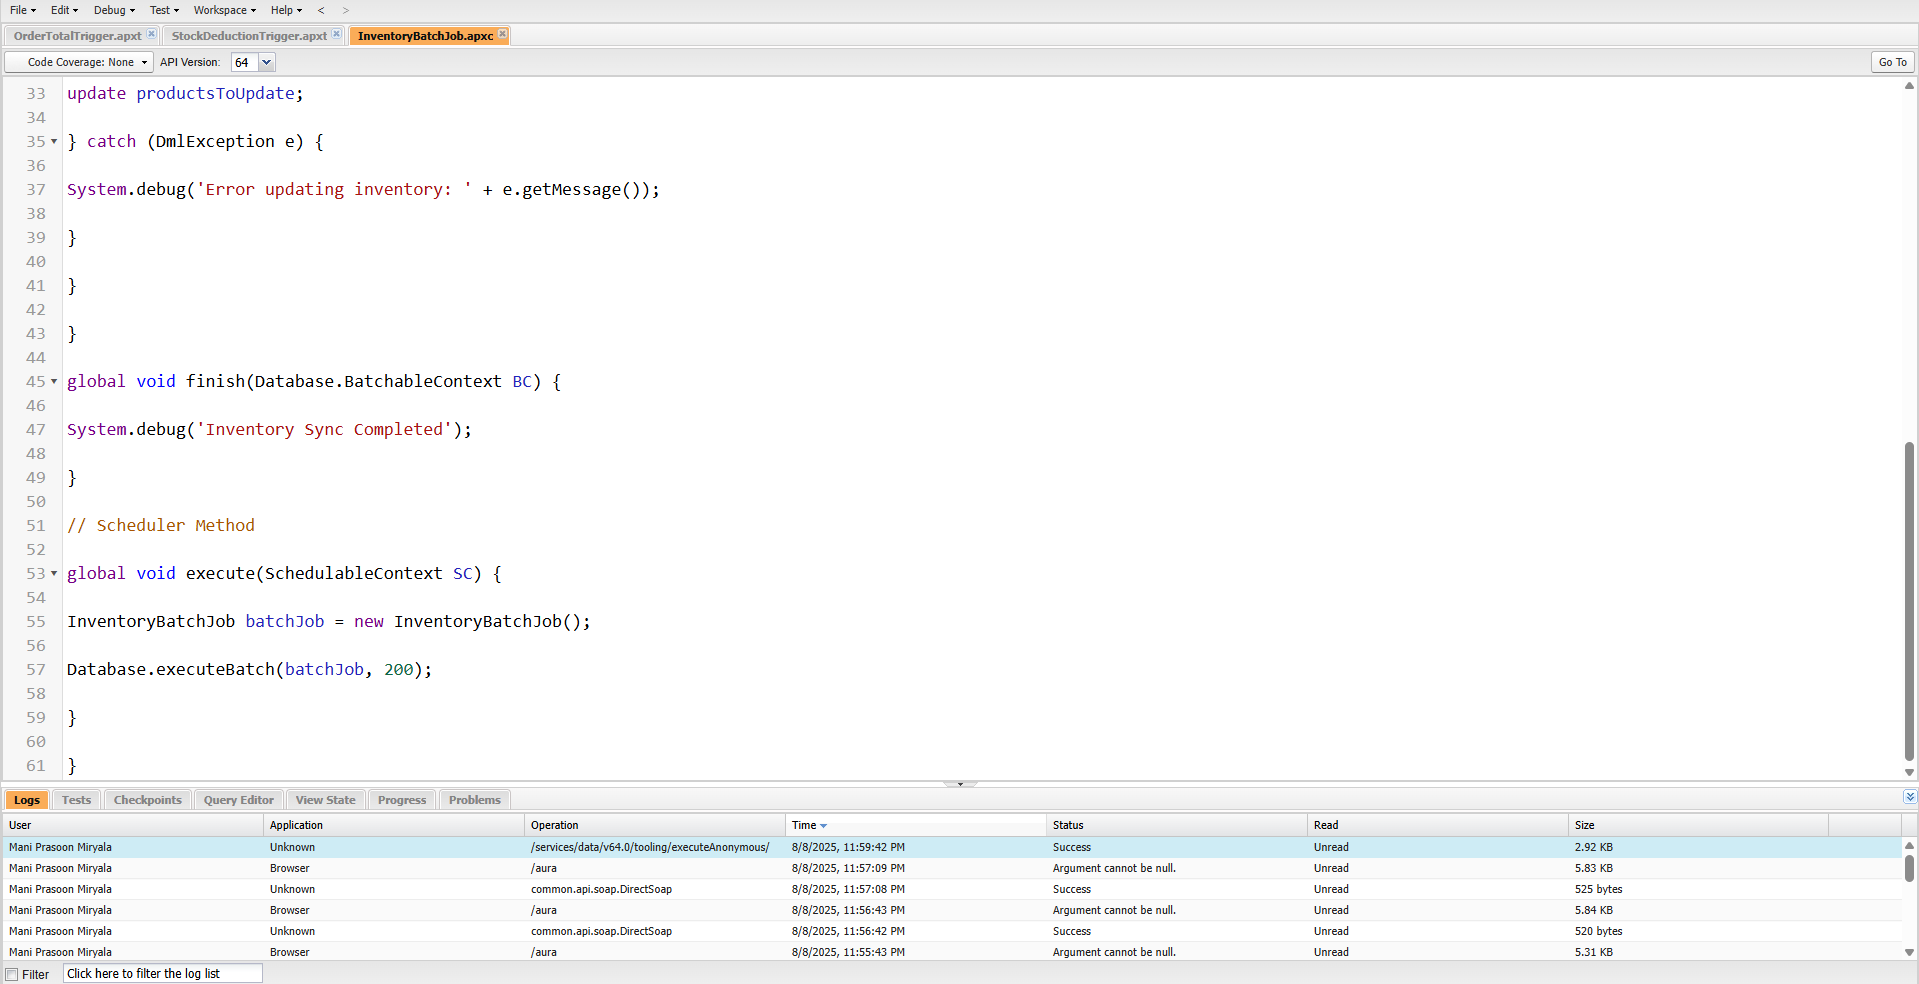 File Edit Debug Test Workspace Help < >
OrderTotalTrigger.apxt StockDeductionTrigger.apxt InventoryBatchJob.apxc
Code Coverage: None API Version: 64 Go To
33 update productsToUpdate;
34
35 } catch (DmlException e) {
36
37 System.debug('Error updating inventory: ' + e.getMessage());
38
39 }
40
41 }
42
43 }
44
45 global void finish(Database.BatchableContext BC) {
46
47 System.debug('Inventory Sync Completed');
48
49 }
50
51 // Scheduler Method
52
53 global void execute(SchedulableContext SC) {
54
55 InventoryBatchJob batchJob = new InventoryBatchJob();
56
57 Database.executeBatch(batchJob, 200);
58
59 }
60
61 }
Logs Tests Checkpoints Query Editor View State Progress Problems
User Application Operation Time Status Read Size
Mani Prasoon Miryala Unknown /services/data/v64.0/tooling/executeAnonymous/ 8/8/2025, 11:59:42 PM Success Unread 2.92 KB
Mani Prasoon Miryala Browser /aura 8/8/2025, 11:57:09 PM Argument cannot be null. Unread 5.83 KB
Mani Prasoon Miryala Unknown common.api.soap.DirectSoap 8/8/2025, 11:57:08 PM Success Unread 525 bytes
Mani Prasoon Miryala Browser /aura 8/8/2025, 11:56:43 PM Argument cannot be null. Unread 5.84 KB
Mani Prasoon Miryala Unknown common.api.soap.DirectSoap 8/8/2025, 11:56:42 PM Success Unread 520 bytes
Mani Prasoon Miryala Browser /aura 8/8/2025, 11:55:43 PM Argument cannot be null. Unread 5.31 KB
Filter Click here to filter the log list